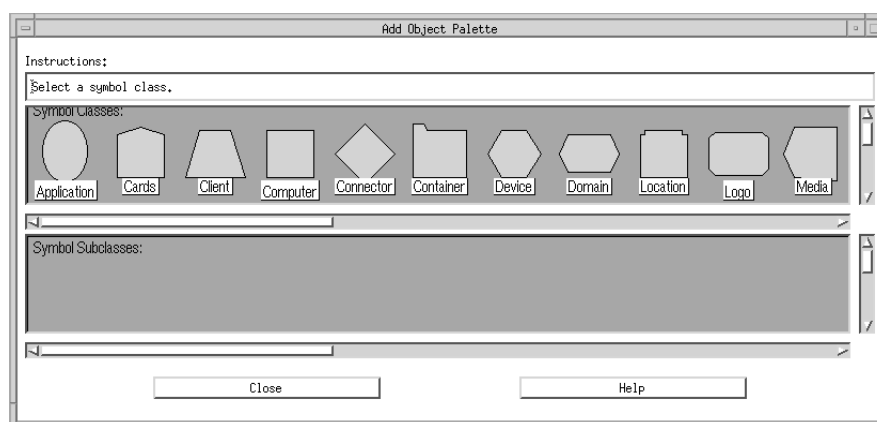 Add Object Palette
Instructions:
Select a symbol class.
Symbol Classes:
Application Cards Client Computer Connector Container Device Domain Location Logo Media
Symbol Subclasses:
Close Help